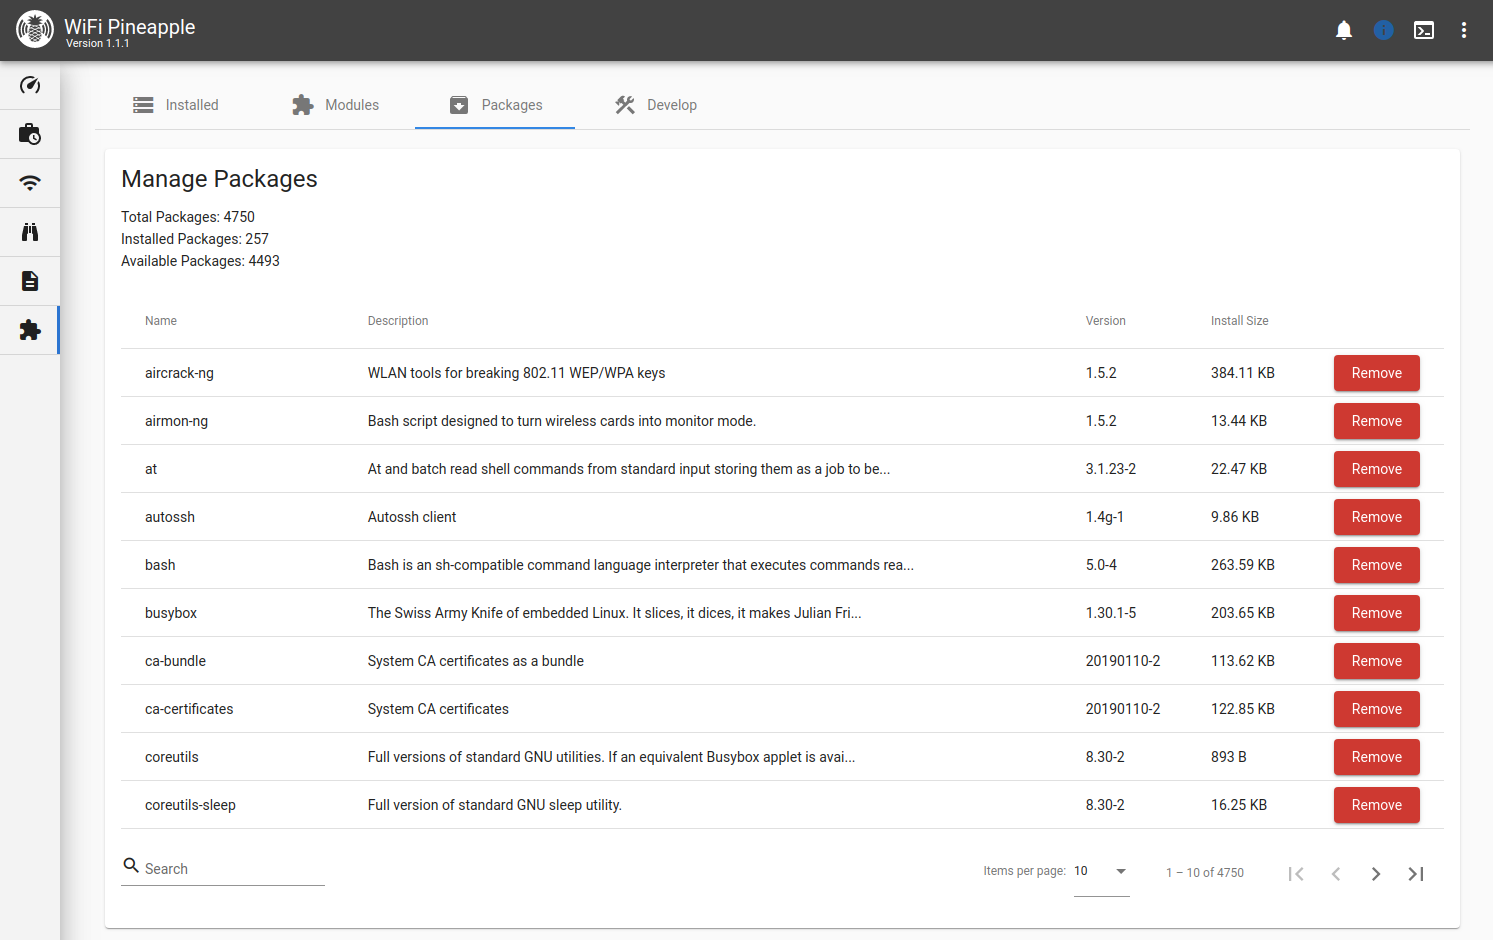 WiFi Pineapple
Version 1.1.1
Installed Modules Packages Develop
Manage Packages
Total Packages: 4750
Installed Packages: 257
Available Packages: 4493
Name Description Version Install Size
aircrack-ng WLAN tools for breaking 802.11 WEP/WPA keys 1.5.2 384.11 KB Remove
airmon-ng Bash script designed to turn wireless cards into monitor mode. 1.5.2 13.44 KB Remove
at At and batch read shell commands from standard input storing them as a job to be... 3.1.23-2 22.47 KB Remove
autossh Autossh client 1.4g-1 9.86 KB Remove
bash Bash is an sh-compatible command language interpreter that executes commands rea... 5.0-4 263.59 KB Remove
busybox The Swiss Army Knife of embedded Linux. It slices, it dices, it makes Julian Fri... 1.30.1-5 203.65 KB Remove
ca-bundle System CA certificates as a bundle 20190110-2 113.62 KB Remove
ca-certificates System CA certificates 20190110-2 122.85 KB Remove
coreutils Full versions of standard GNU utilities. If an equivalent Busybox applet is avai... 8.30-2 893 B Remove
coreutils-sleep Full version of standard GNU sleep utility. 8.30-2 16.25 KB Remove
Search Items per page: 10 1 – 10 of 4750